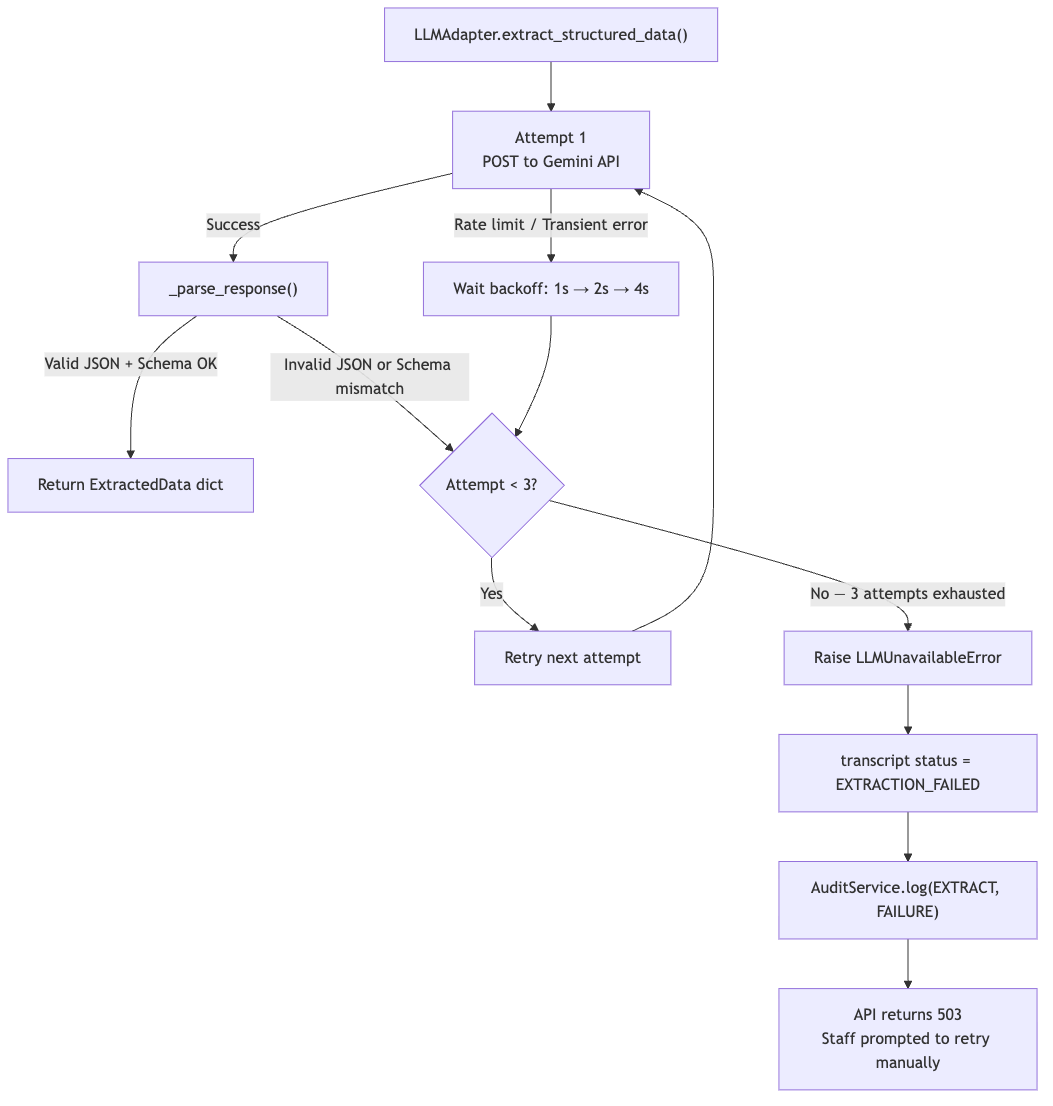 LLMAdapter.extract_structured_data()
Attempt 1
POST to Gemini API
Success
Rate limit / Transient error
_parse_response()
Wait backoff: 1s → 2s → 4s
Valid JSON + Schema OK
Invalid JSON or Schema
mismatch
Return ExtractedData dict
Attempt < 3?
Yes
No — 3 attempts exhausted
Retry next attempt
Raise LLMUnavailableError
transcript status =
EXTRACTION_FAILED
AuditService.log(EXTRACT,
FAILURE)
API returns 503
Staff prompted to retry
manually